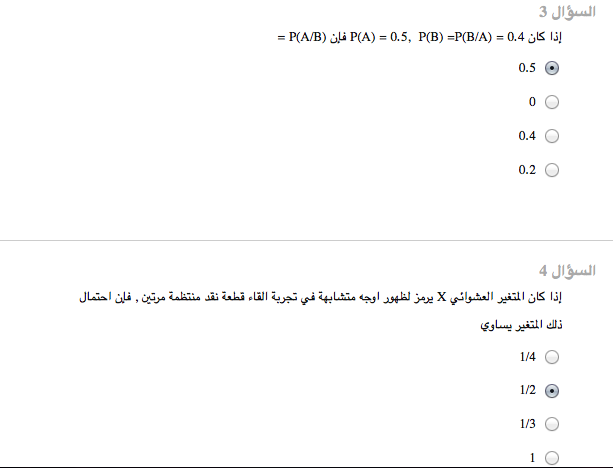 السؤال 3
إذا كان P(A) = 0.5, P(B) =P(B/A) = 0.4 فإن P(A/B) =
0.5
0
0.4
0.2
السؤال 4
إذا كان المتغير العشوائي X يرمز لظهور اوجه متشابهة في تجربة القاء قطعة نقد منتظمة مرتين , فإن احتمال
ذلك المتغير يساوي
1/4
1/2
1/3
1